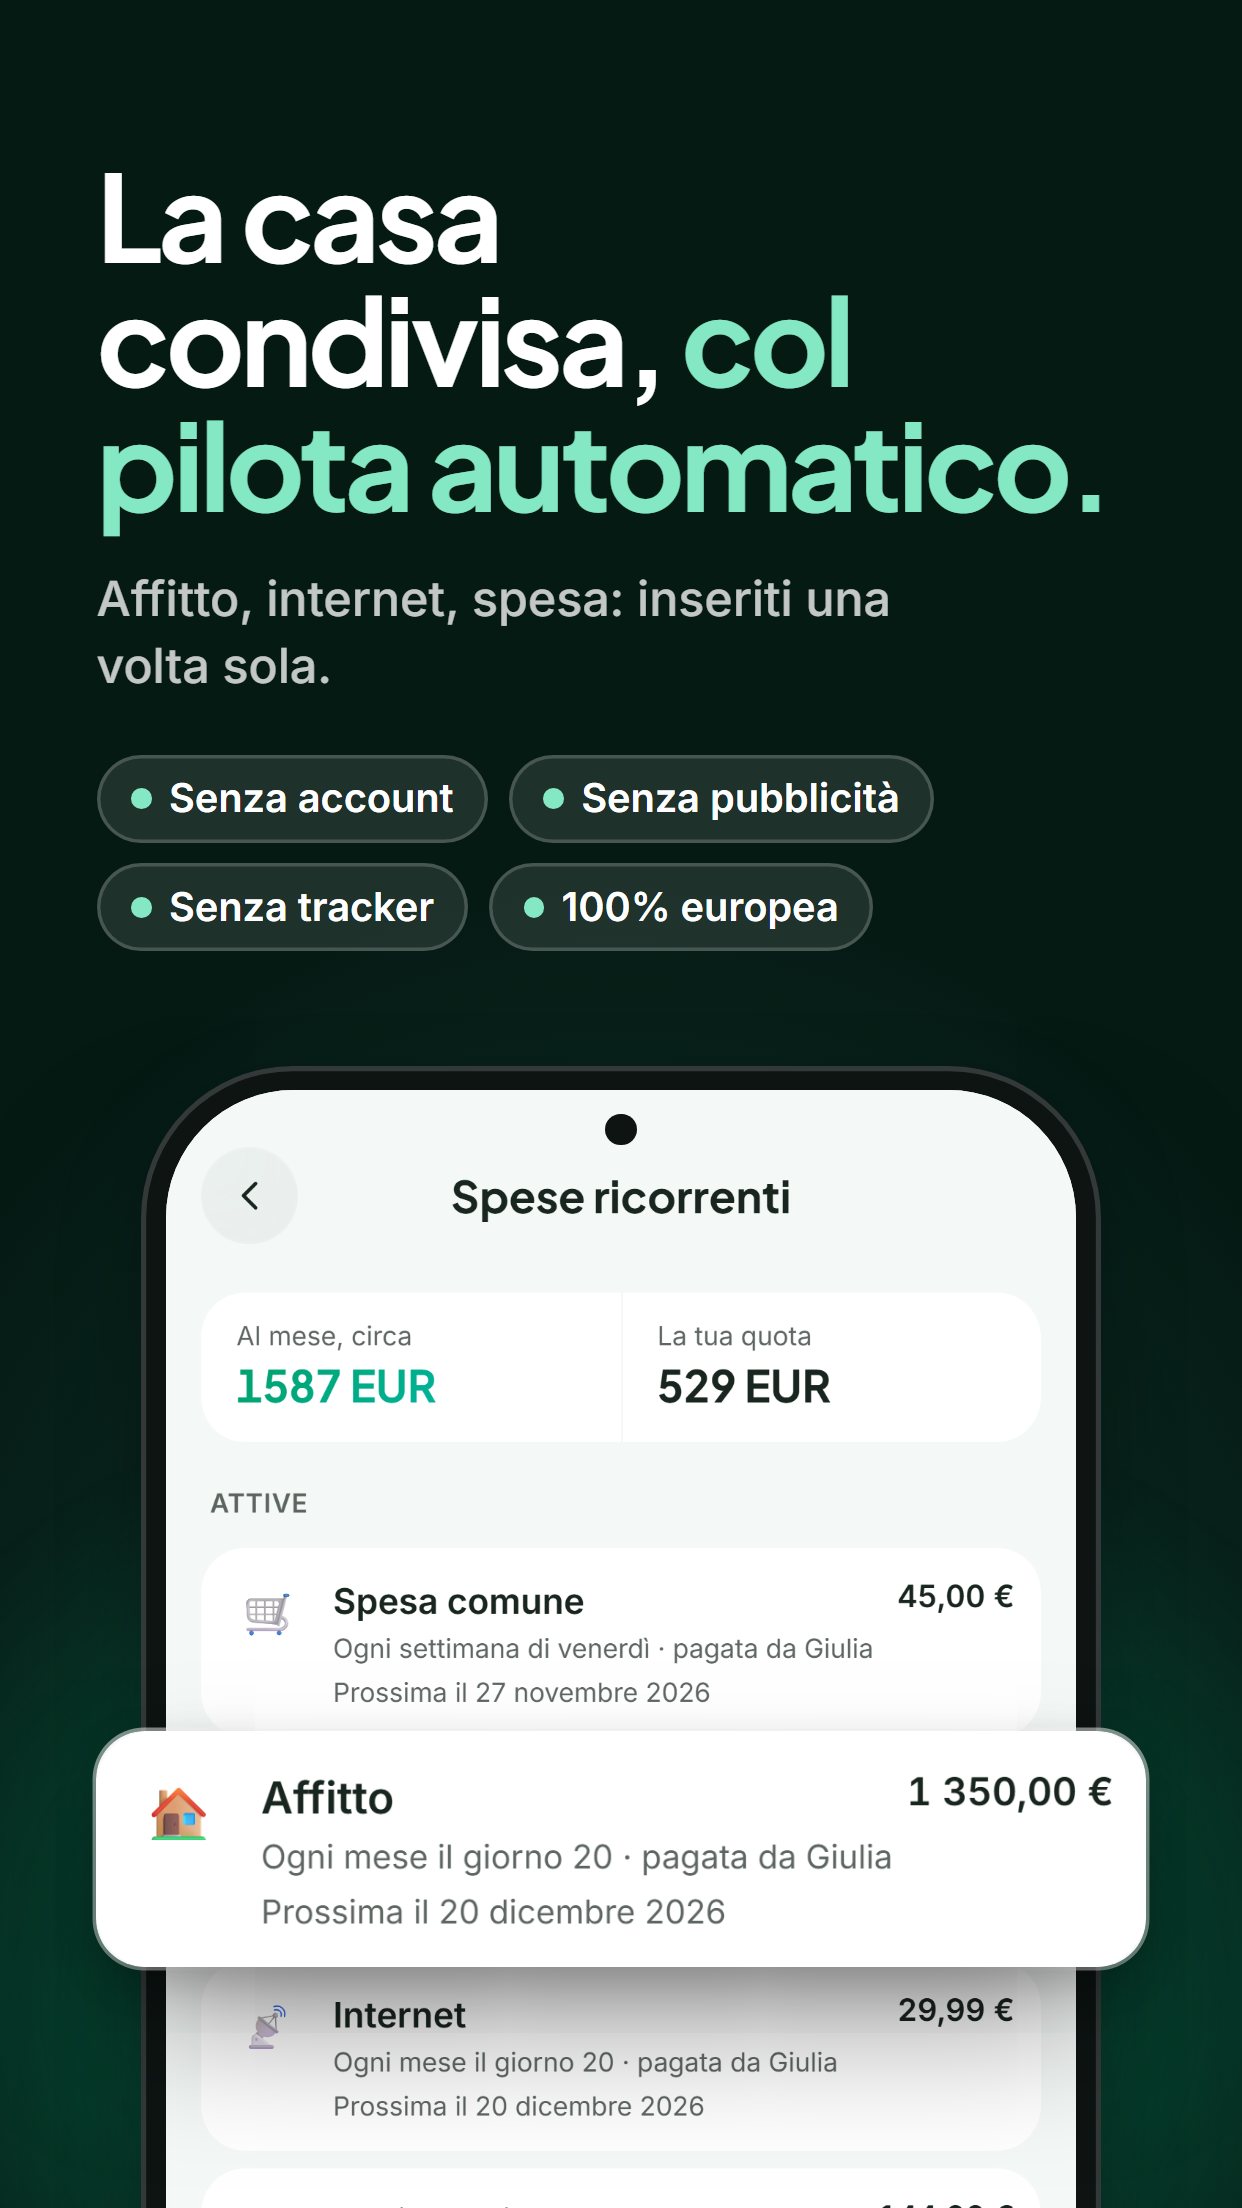 La casa
condivisa, col
pilota automatico.
Affitto, internet, spesa: inseriti una
volta sola.
Senza account
Senza pubblicità
Senza tracker
100% europea
Spese ricorrenti
Al mese, circa
La tua quota
1587 EUR
529 EUR
ATTIVE
Spesa comune
45,00 €
Ogni settimana di venerdì · pagata da Giulia
Prossima il 27 novembre 2026
Affitto
1 350,00 €
Ogni mese il giorno 20 · pagata da Giulia
Prossima il 20 dicembre 2026
Internet
29,99 €
Ogni mese il giorno 20 · pagata da Giulia
Prossima il 20 dicembre 2026